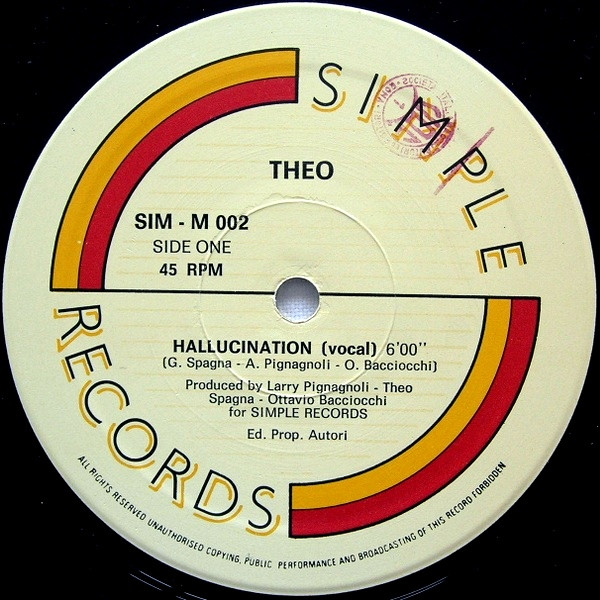 SIMPLE
THEO
SIM - M 002
SIDE ONE
45 RPM
HALLUCINATION (vocal) 6'00"
(G. Spagna - A. Pignagnoli - O. Bacciocchi)
Produced by Larry Pignagnoli - Theo
Spagna - Ottavio Bacciocchi
for SIMPLE RECORDS
Ed. Prop. Autori
RECORDS
ALL RIGHTS RESERVED UNAUTHORISED COPYING, PUBLIC PERFORMANCE AND BROADCASTING OF THIS RECORD FORBIDDEN